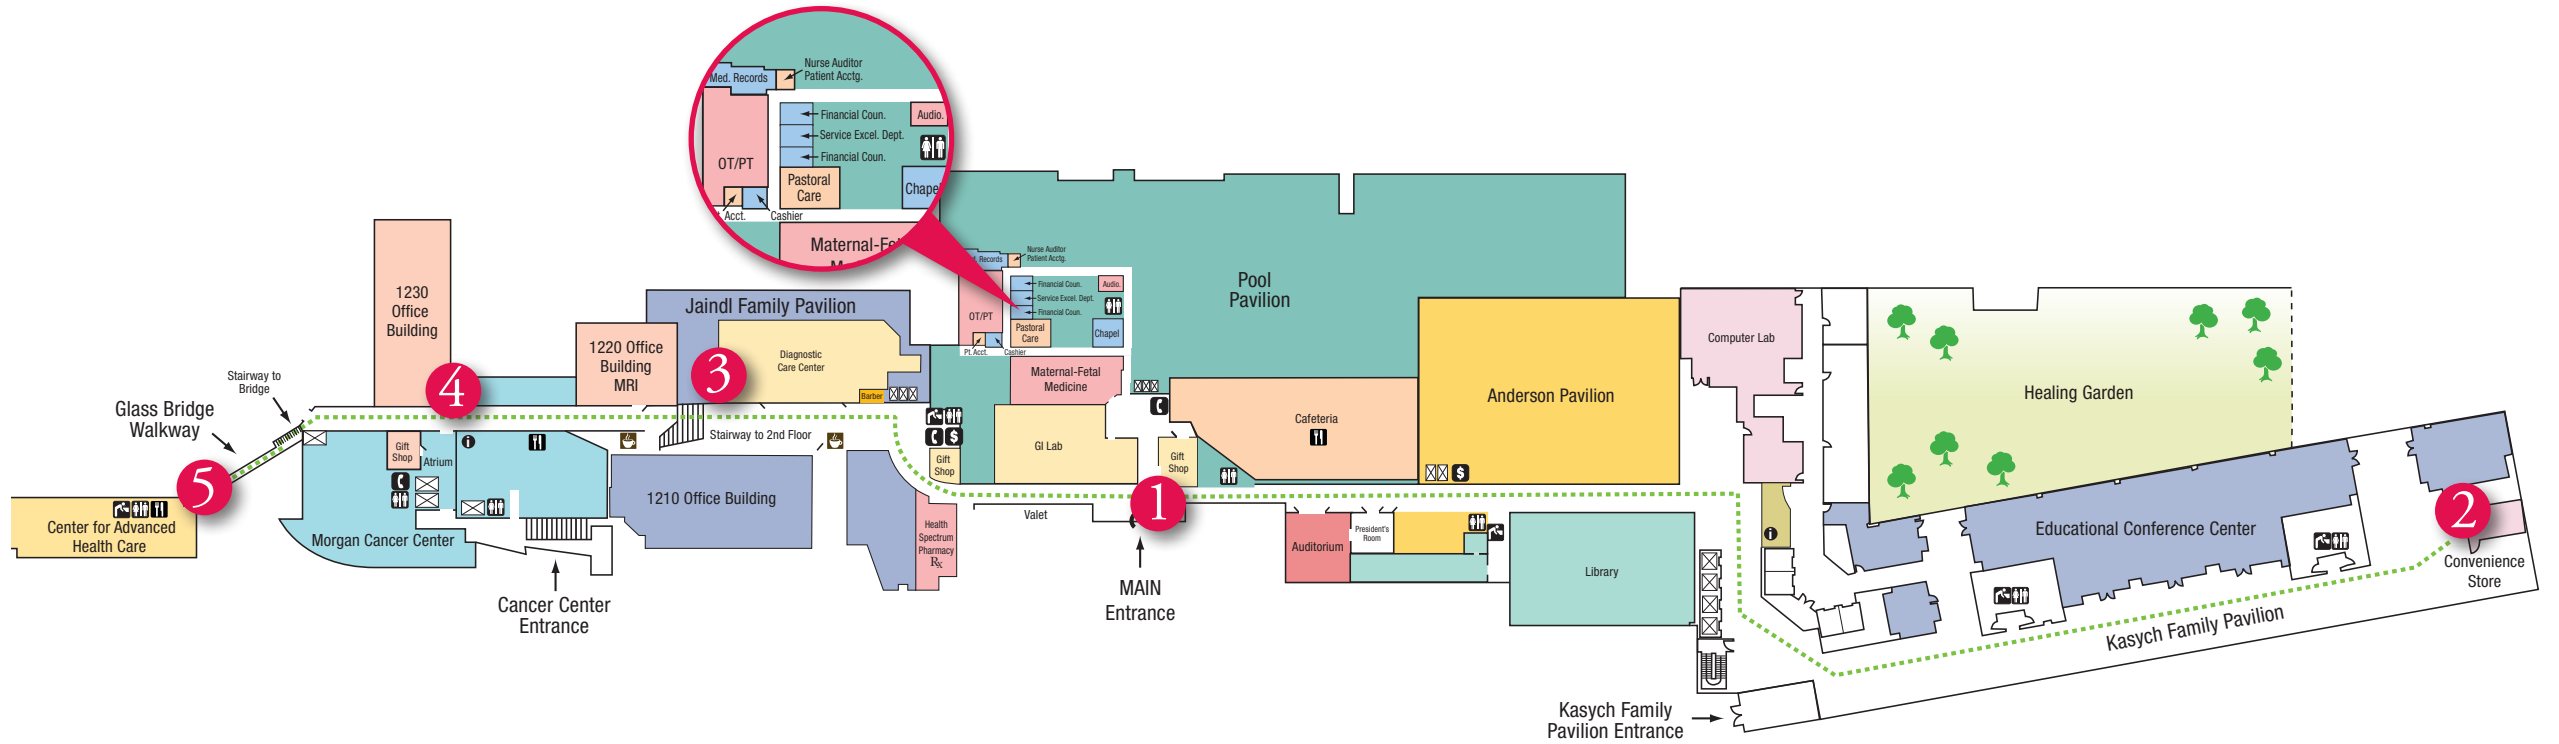 Med. Records
Nurse Auditor
Patient Acctg.
Financial Coun.
Service Excel. Dept.
Financial Coun.
Audio.
OT/PT
Pastoral
Care
Chapel
t. Acct.
Cashier
Maternal-Fe
1230
Office
Building
Jaindl Family Pavilion
1220 Office
Building
MRI
3
Diagnostic
Care Center
Barber
4
Stairway to
Bridge
Glass Bridge
Walkway
5
Center for Advanced
Health Care
Gift
Shop
Atrium
i
Morgan Cancer Center
Cancer Center
Entrance
Stairway to 2nd Floor
1210 Office Building
Health
Spectrum
Pharmacy
Rx
d. Records
Nurse Auditor
Patient Acctg.
Financial Coun.
Service Excel. Dept.
Financial Coun.
Audio.
OT/PT
Pastoral
Care
Chapel
Pt. Acct.
Cashier
Maternal-Fetal
Medicine
Pool
Pavilion
$
Gift
Shop
GI Lab
Gift
Shop
1
Valet
MAIN
Entrance
Cafeteria
$
Anderson Pavilion
Auditorium
President's
Room
Library
Computer Lab
i
Healing Garden
Educational Conference Center
2
Convenience
Store
Kasych Family Pavilion
Kasych Family
Pavilion Entrance